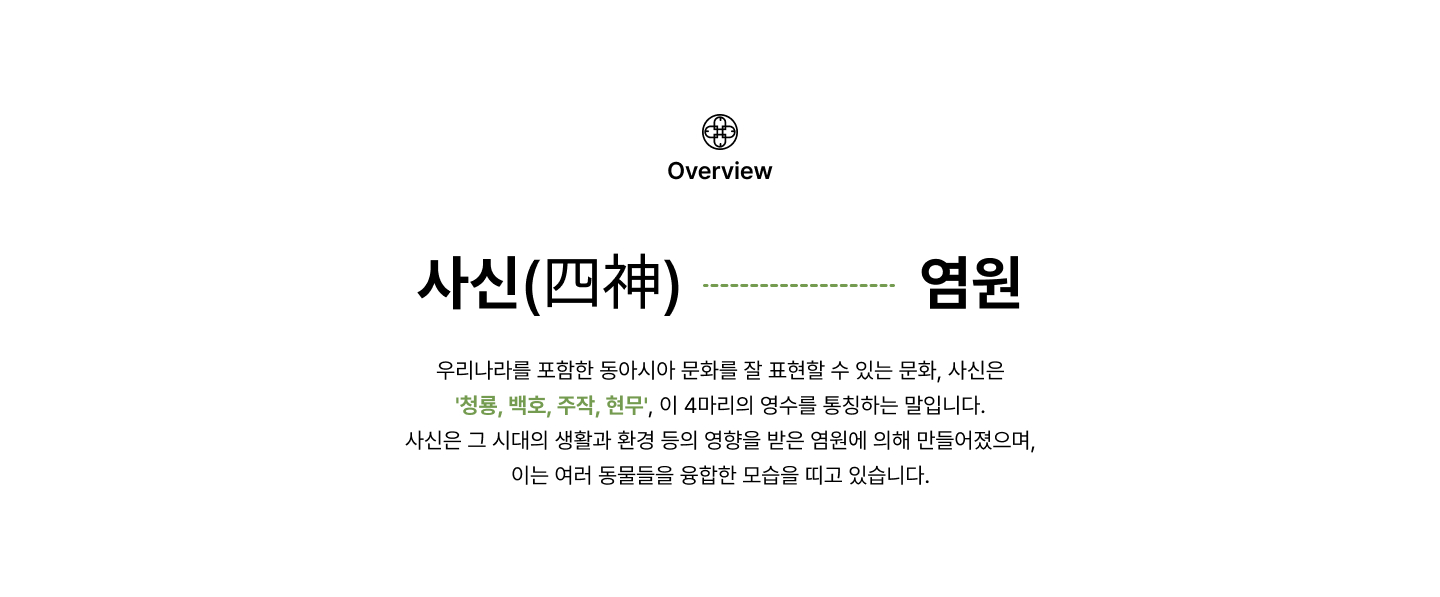 Overview
사신(四神) 염원
우리나라를 포함한 동아시아 문화를 잘 표현할 수 있는 문화, 사신은
'청룡, 백호, 주작, 현무', 이 4마리의 영수를 통칭하는 말입니다.
사신은 그 시대의 생활과 환경 등의 영향을 받은 염원에 의해 만들어졌으며,
이는 여러 동물들을 융합한 모습을 띠고 있습니다.